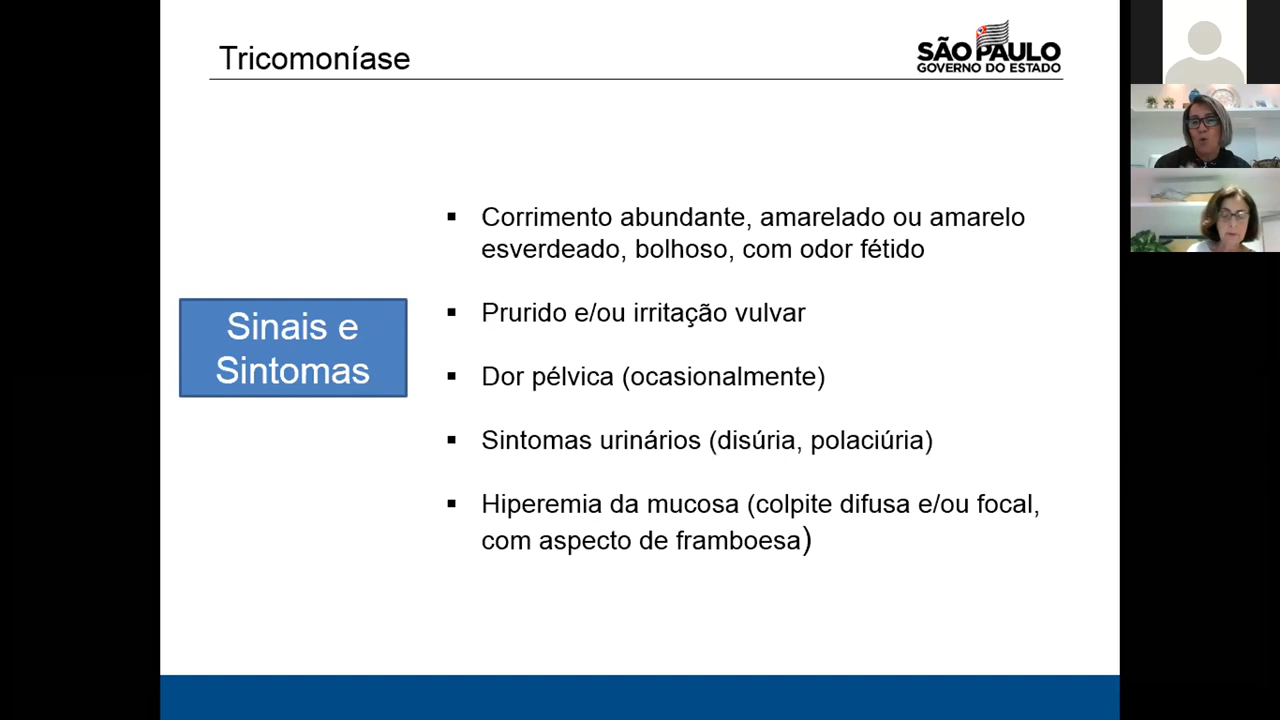 Tricomoníase
SÃO PAULO
GOVERNO DO ESTADO
Corrimento abundante, amarelado ou amarelo
esverdeado, bolhoso, com odor fétido
Prurido e/ou irritação vulvar
Sinais e
Sintomas
Dor pélvica (ocasionalmente)
Sintomas urinários (disúria, polaciúria)
Hiperemia da mucosa (colpite difusa e/ou focal,
com aspecto de framboesa)